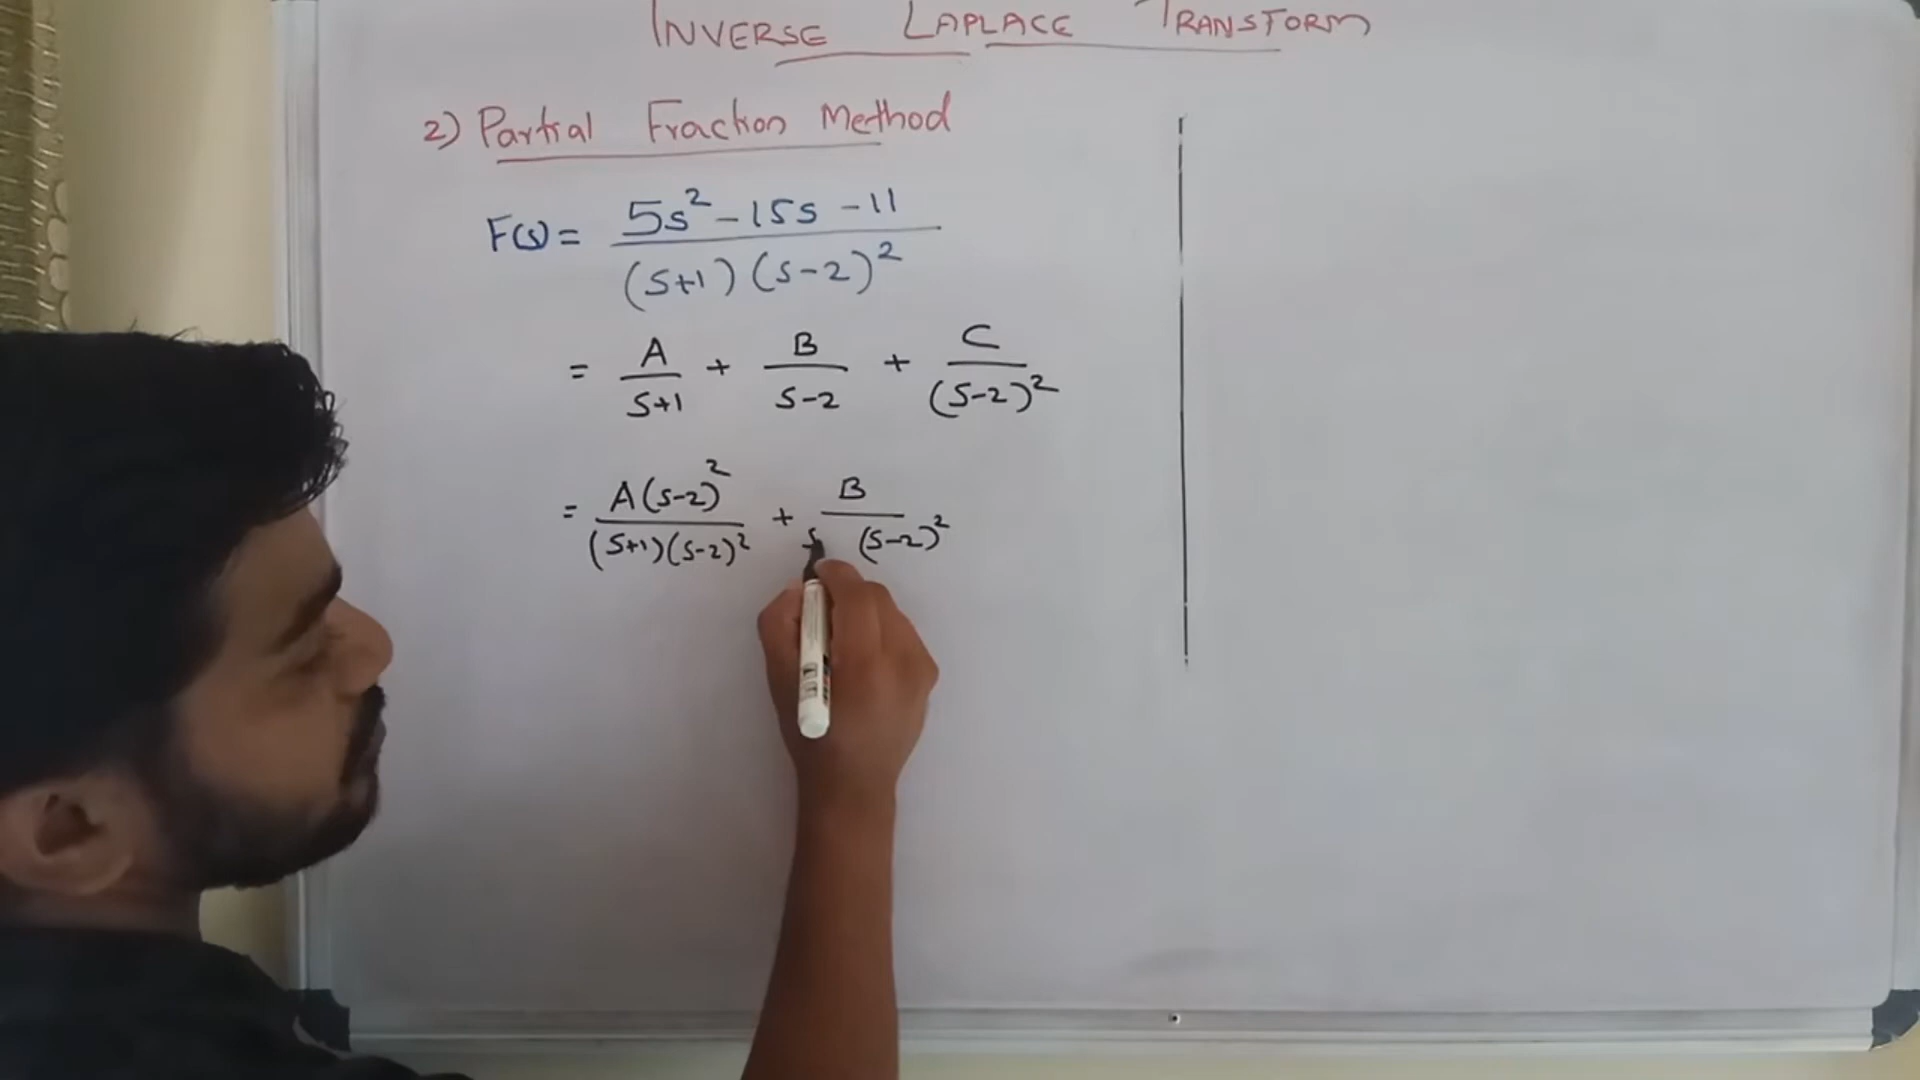 INVERSE LAPLACE TRANSFORM
2) Partial Fraction Method
F(s) = 5s² - 15s - 11
(s+1) (s-2)²
= A/(s+1) + B/(s-2) + C/(s-2)²
= A(s-2)²/((s+1)(s-2)²) + B/(s (s-2)²)